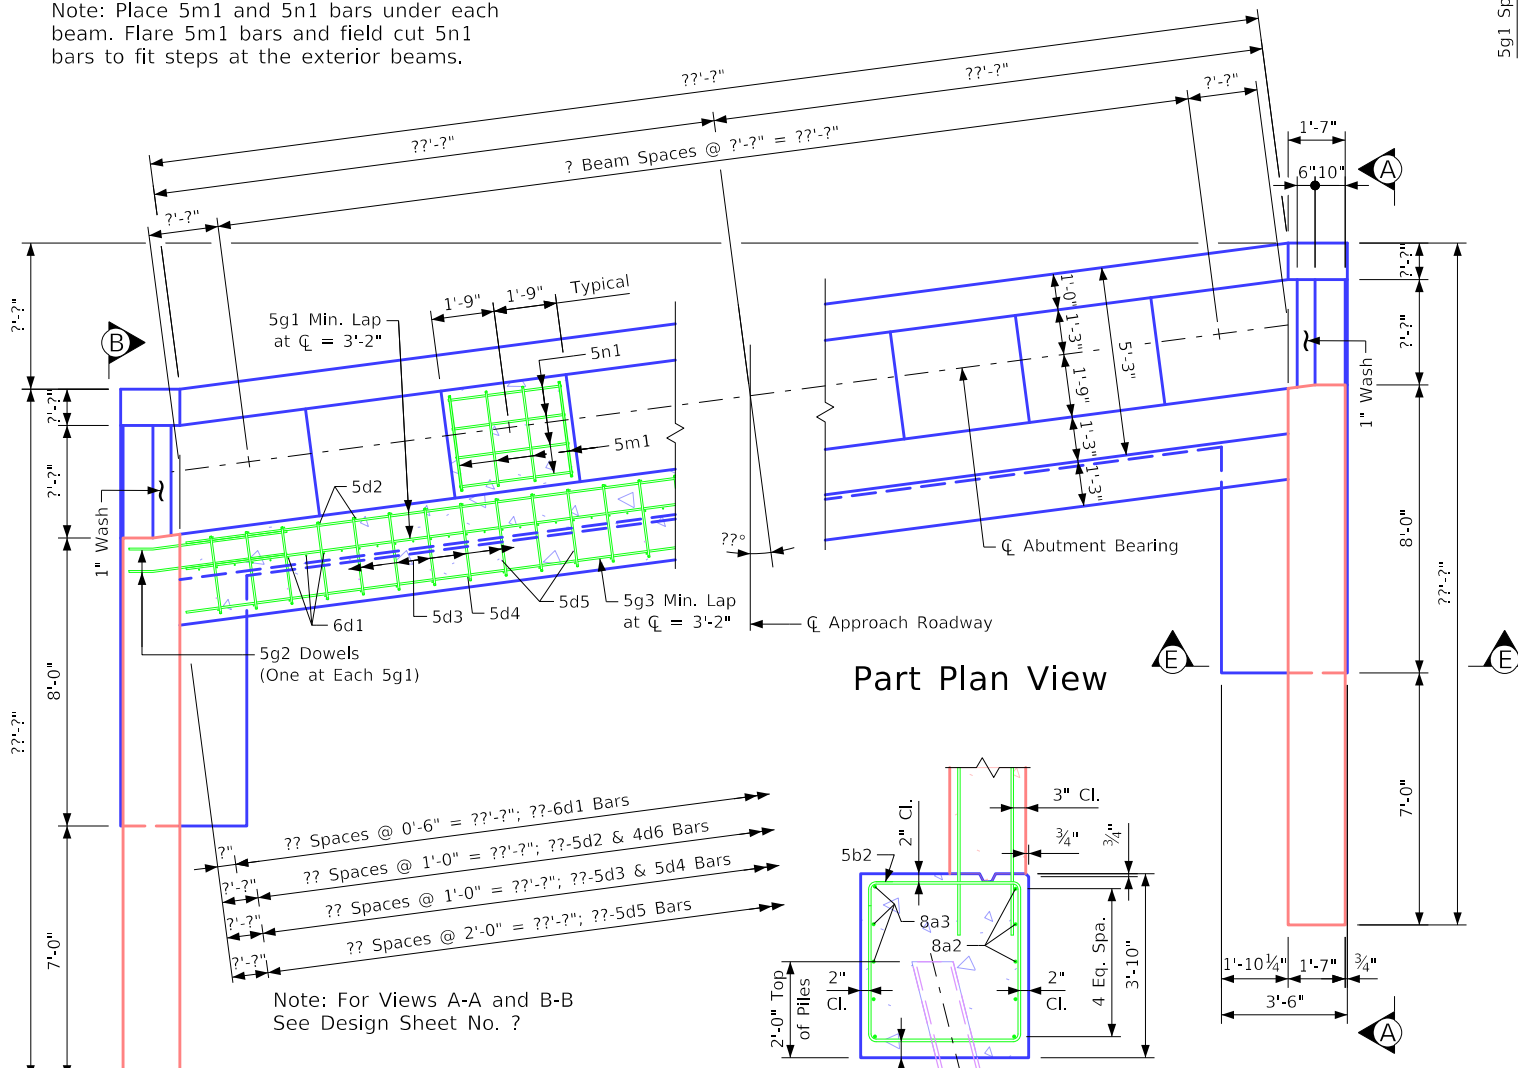 Note: Place 5m1 and 5n1 bars under each
beam. Flare 5m1 bars and field cut 5n1
bars to fit steps at the exterior beams.
5g1 Sp
??'-?"
??'-?"
??'-?"
?'-?"
? Beam Spaces @ ?'-?" = ??'-?"
?'-?"
1'-7"
6"
10"
A
?'-?"
?'-?"
?'-?"
1'-9"
1'-9"
Typical
5g1 Min. Lap
at ℄ = 3'-2"
B
5n1
5m1
1'-0"
1'-3"
1'-9"
1'-3"
1'-3"
5'-3"
1" Wash
?'-?"
?'-?"
1" Wash
5d2
??°
℄ Abutment Bearing
8'-0"
??'-?"
6d1
5d3
5d4
5d5
5g3 Min. Lap
at ℄ = 3'-2"
℄ Approach Roadway
5g2 Dowels
(One at Each 5g1)
8'-0"
??'-?"
E
E
Part Plan View
?? Spaces @ 0'-6" = ??'-?"; ??-6d1 Bars
?"
?? Spaces @ 1'-0" = ??'-?"; ??-5d2 & 4d6 Bars
?'-?"
?? Spaces @ 1'-0" = ??'-?"; ??-5d3 & 5d4 Bars
?'-?"
?? Spaces @ 2'-0" = ??'-?"; ??-5d5 Bars
?'-?"
7'-0"
7'-0"
3" Cl.
2" Cl.
¾"
¾"
5b2
8a3
8a2
4 Eq. Spa.
3'-10"
2"
Cl.
2"
Cl.
2'-0" Top
of Piles
1'-10¼"
1'-7"
¾"
3'-6"
A
Note: For Views A-A and B-B
See Design Sheet No. ?